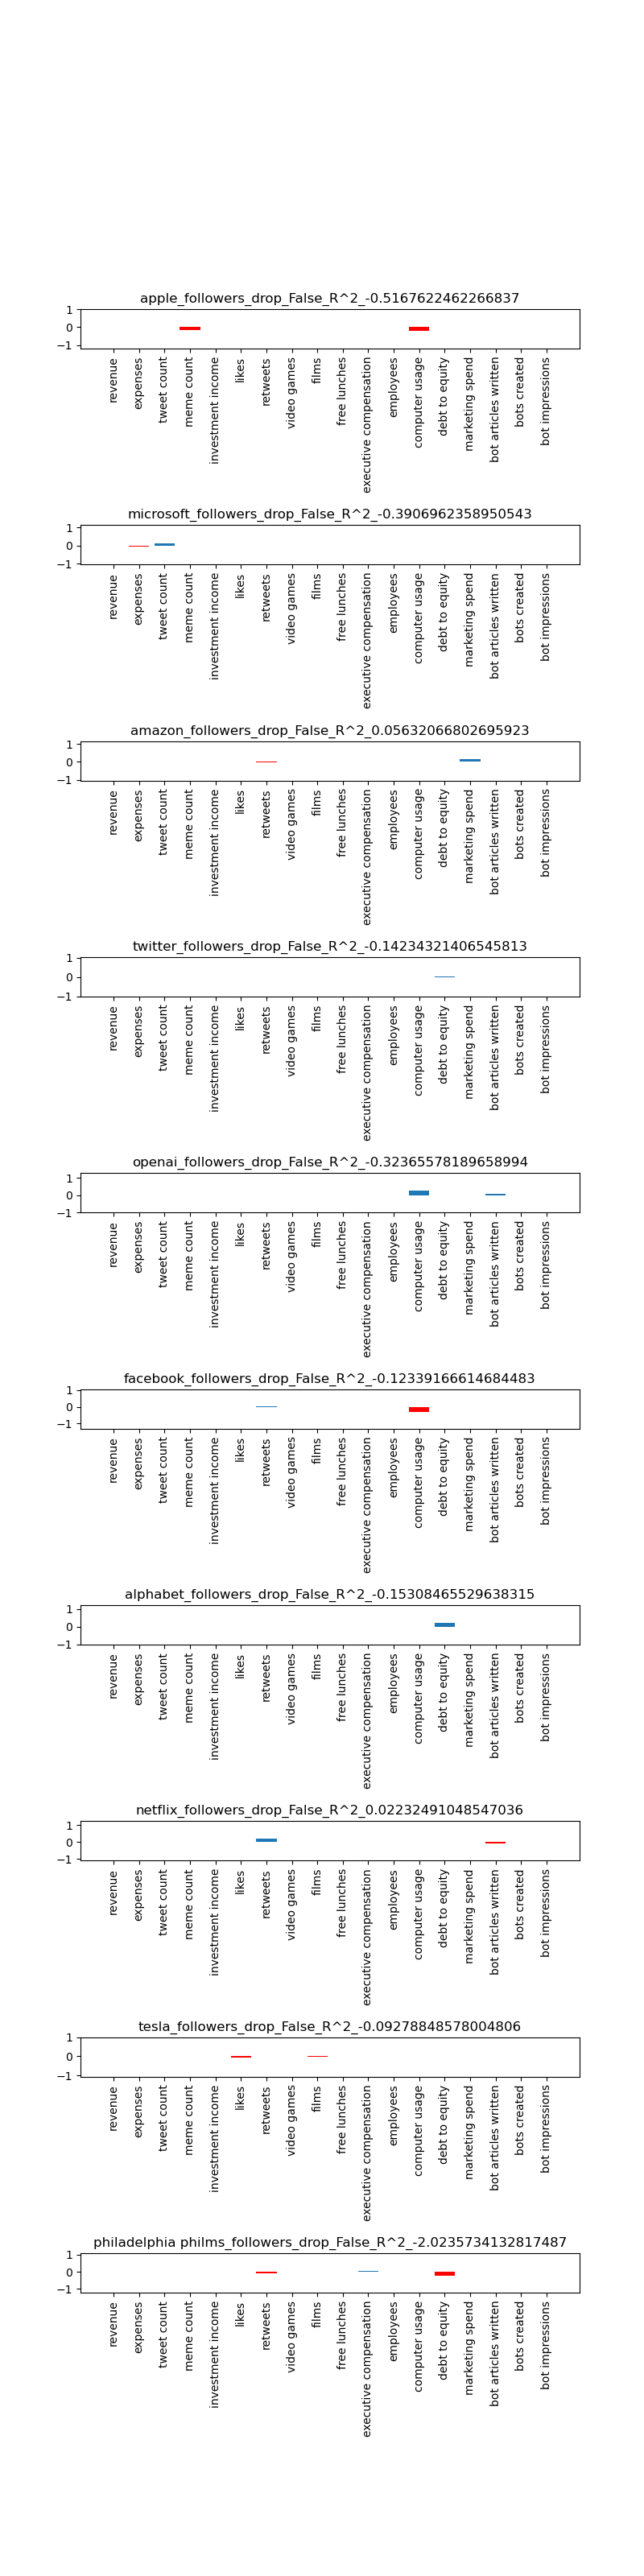 apple_followers_drop_False_R^2_-0.5167622462266837
1
0
−1
revenue
expenses
tweet count
meme count
investment income
likes
retweets
video games
films
free lunches
executive compensation
employees
computer usage
debt to equity
marketing spend
bot articles written
bots created
bot impressions
microsoft_followers_drop_False_R^2_-0.3906962358950543
1
0
−1
revenue
expenses
tweet count
meme count
investment income
likes
retweets
video games
films
free lunches
executive compensation
employees
computer usage
debt to equity
marketing spend
bot articles written
bots created
bot impressions
amazon_followers_drop_False_R^2_0.05632066802695923
1
0
−1
revenue
expenses
tweet count
meme count
investment income
likes
retweets
video games
films
free lunches
executive compensation
employees
computer usage
debt to equity
marketing spend
bot articles written
bots created
bot impressions
twitter_followers_drop_False_R^2_-0.14234321406545813
1
0
−1
revenue
expenses
tweet count
meme count
investment income
likes
retweets
video games
films
free lunches
executive compensation
employees
computer usage
debt to equity
marketing spend
bot articles written
bots created
bot impressions
openai_followers_drop_False_R^2_-0.32365578189658994
1
0
−1
revenue
expenses
tweet count
meme count
investment income
likes
retweets
video games
films
free lunches
executive compensation
employees
computer usage
debt to equity
marketing spend
bot articles written
bots created
bot impressions
facebook_followers_drop_False_R^2_-0.12339166614684483
1
0
−1
revenue
expenses
tweet count
meme count
investment income
likes
retweets
video games
films
free lunches
executive compensation
employees
computer usage
debt to equity
marketing spend
bot articles written
bots created
bot impressions
alphabet_followers_drop_False_R^2_-0.15308465529638315
1
0
−1
revenue
expenses
tweet count
meme count
investment income
likes
retweets
video games
films
free lunches
executive compensation
employees
computer usage
debt to equity
marketing spend
bot articles written
bots created
bot impressions
netflix_followers_drop_False_R^2_0.02232491048547036
1
0
−1
revenue
expenses
tweet count
meme count
investment income
likes
retweets
video games
films
free lunches
executive compensation
employees
computer usage
debt to equity
marketing spend
bot articles written
bots created
bot impressions
tesla_followers_drop_False_R^2_-0.09278848578004806
1
0
−1
revenue
expenses
tweet count
meme count
investment income
likes
retweets
video games
films
free lunches
executive compensation
employees
computer usage
debt to equity
marketing spend
bot articles written
bots created
bot impressions
philadelphia philms_followers_drop_False_R^2_-2.0235734132817487
1
0
−1
revenue
expenses
tweet count
meme count
investment income
likes
retweets
video games
films
free lunches
executive compensation
employees
computer usage
debt to equity
marketing spend
bot articles written
bots created
bot impressions